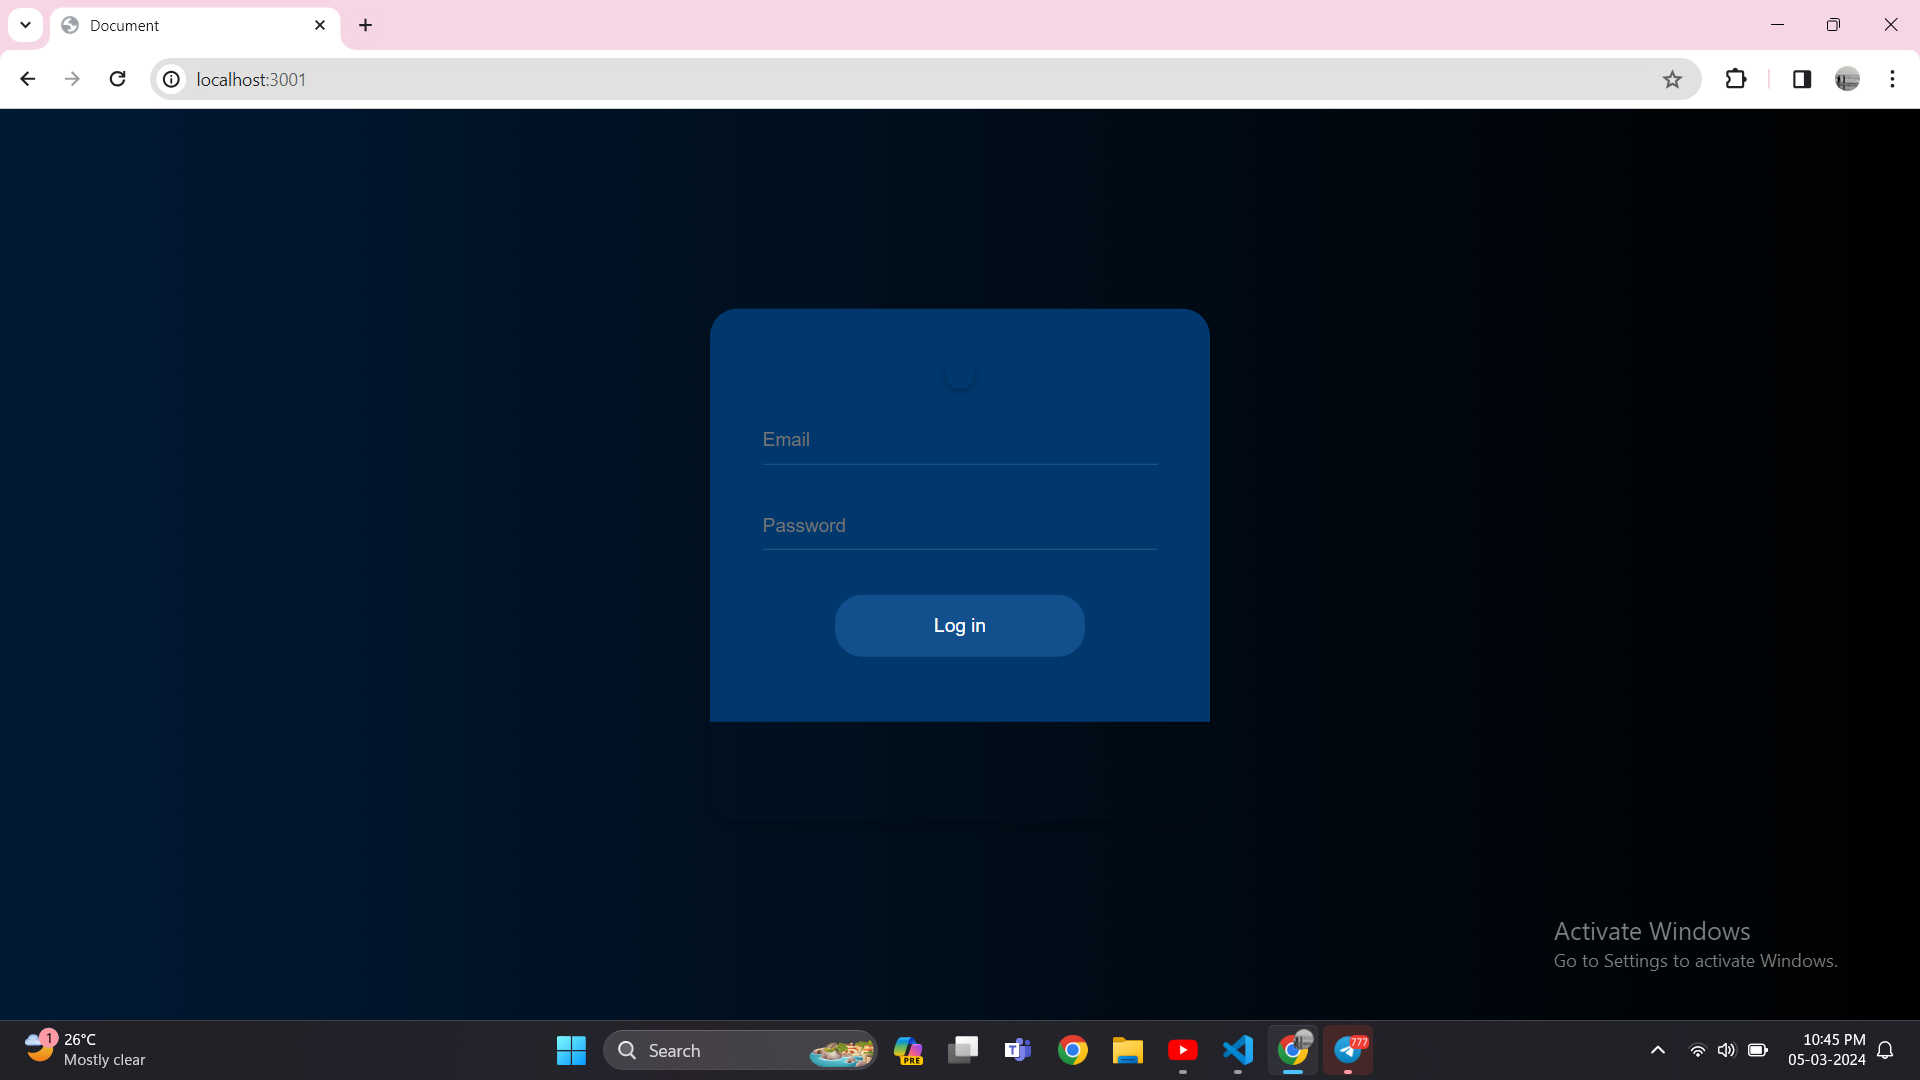 Document
localhost:3001
Email
Password
Log in
Activate Windows
Go to Settings to activate Windows.
1
26°C
Mostly clear
Search
PRE
T
777
10:45 PM
05-03-2024